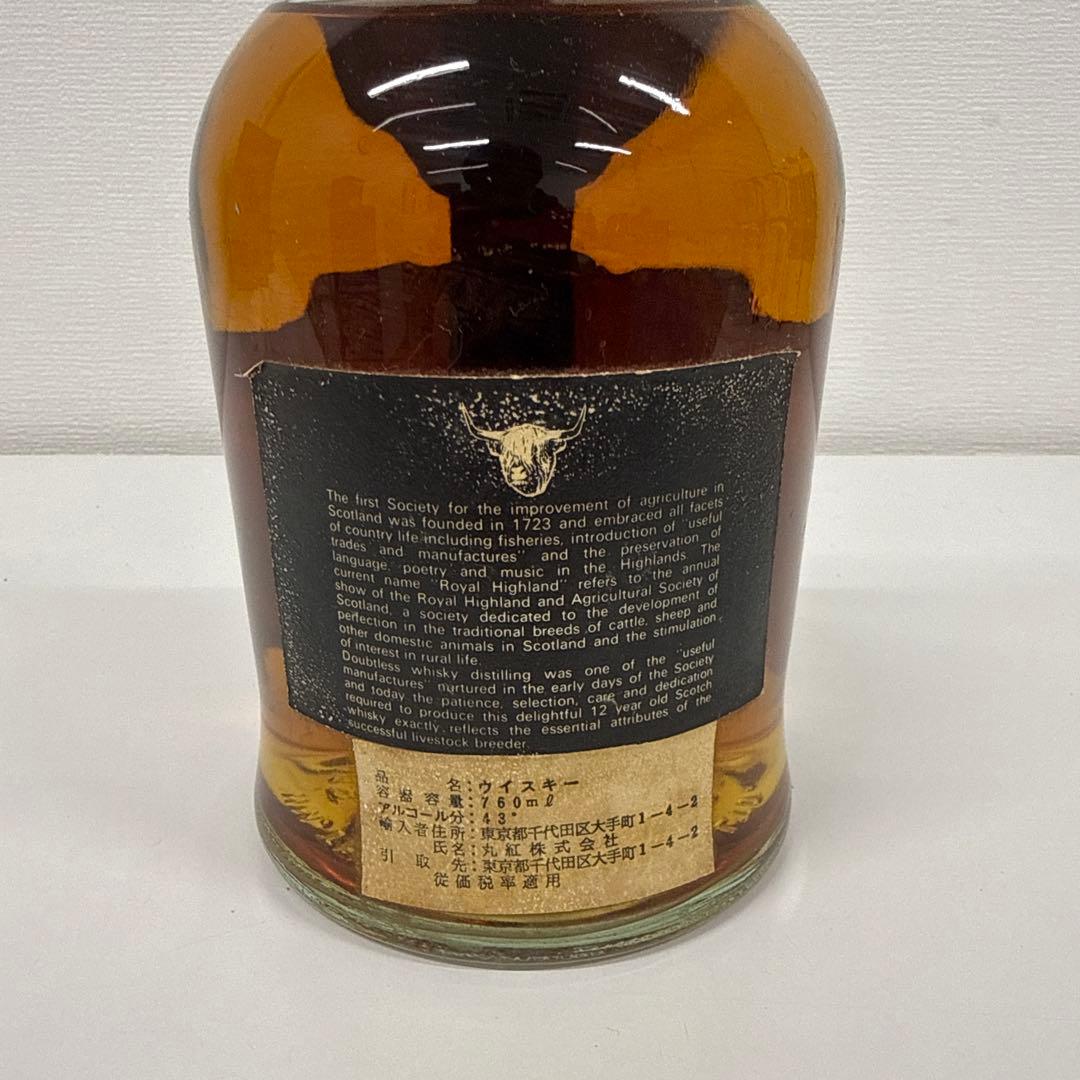 The first Society for the improvement of agriculture in
Scotland was founded in 1723 and embraced all facets
of country life including fisheries, introduction of "useful
trades and manufactures" and the preservation of
language, poetry and music in the Highlands. The
current name "Royal Highland" refers to the annual
show of the Royal Highland and Agricultural Society of
Scotland, a society dedicated to the development of
perfection in the traditional breeds of cattle, sheep and
other domestic animals in Scotland and the stimulation
of interest in rural life.
Doubtless whisky distilling was one of the "useful
manufactures" nurtured in the early days of the Society
and today the patience, selection, care and dedication
required to produce this delightful 12 year old Scotch
whisky exactly reflects the essential attributes of the
successful livestock breeder.
品名：ウイスキー
容器容量：760mℓ
アルコール分：43°
輸入者住所：東京都千代田区大手町1-4-2
氏名：丸紅株式会社
引取先：東京都千代田区大手町1-4-2
従価税率適用